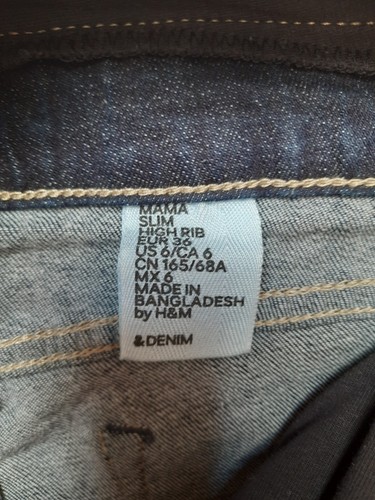 MAMA
SLIM
HIGH RIB
EUR 36
US 6/CA 6
CN 165/68A
MX 6
MADE IN
BANGLADESH
by H&M
&DENIM